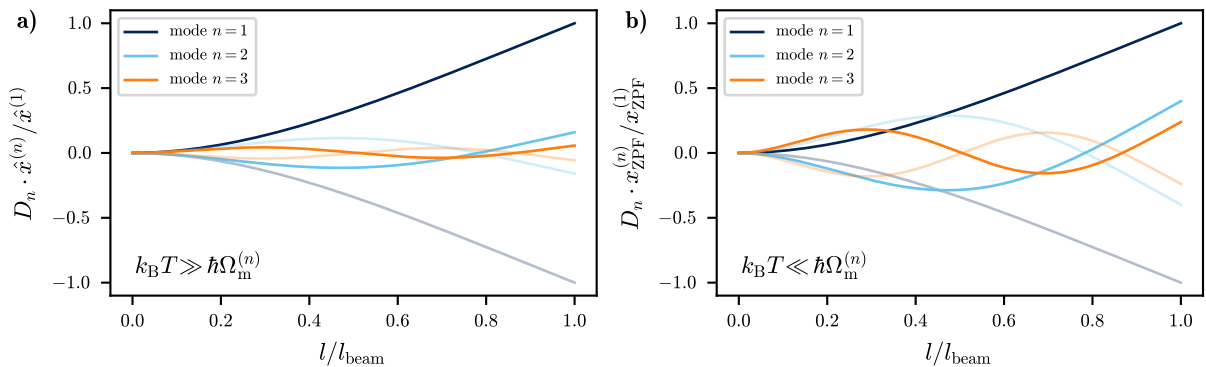 a)
mode n = 1
mode n = 2
mode n = 3
1.0
0.5
0.0
−0.5
−1.0
D_n · x̂^(n)/x̂^(1)
k_B T ≫ ℏΩ_m^(n)
0.0 0.2 0.4 0.6 0.8 1.0
l/l_beam
b)
mode n = 1
mode n = 2
mode n = 3
1.0
0.5
0.0
−0.5
−1.0
D_n · x_ZPF^(n)/x_ZPF^(1)
k_B T ≪ ℏΩ_m^(n)
0.0 0.2 0.4 0.6 0.8 1.0
l/l_beam